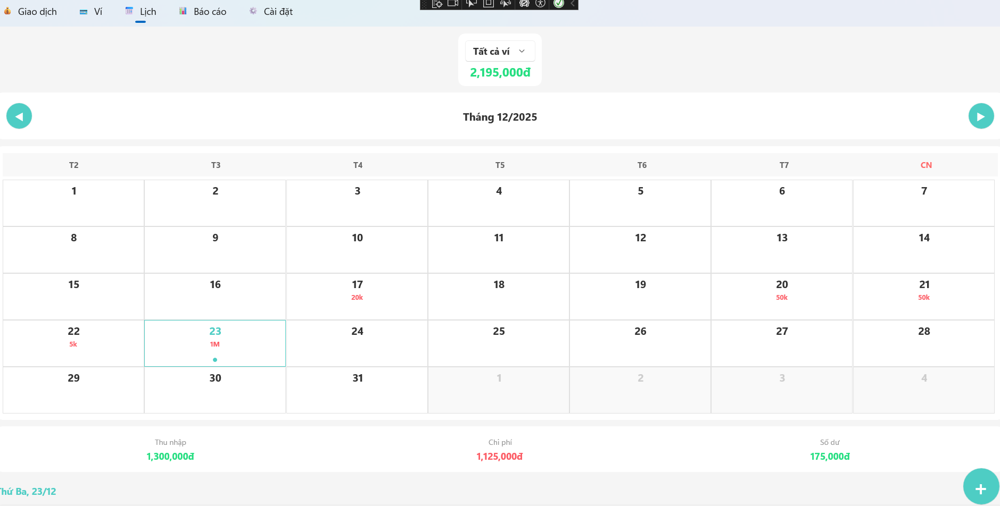 Giao dịch Ví Lịch Báo cáo Cài đặt
Tất cả ví
2,195,000đ
Tháng 12/2025
T2 T3 T4 T5 T6 T7 CN
1 2 3 4 5 6 7
8 9 10 11 12 13 14
15 16 17 18 19 20 21
20k 50k 50k
22 23 24 25 26 27 28
5k 1M
29 30 31 1 2 3 4
Thu nhập Chi phí Số dư
1,300,000đ 1,125,000đ 175,000đ
Thứ Ba, 23/12
+